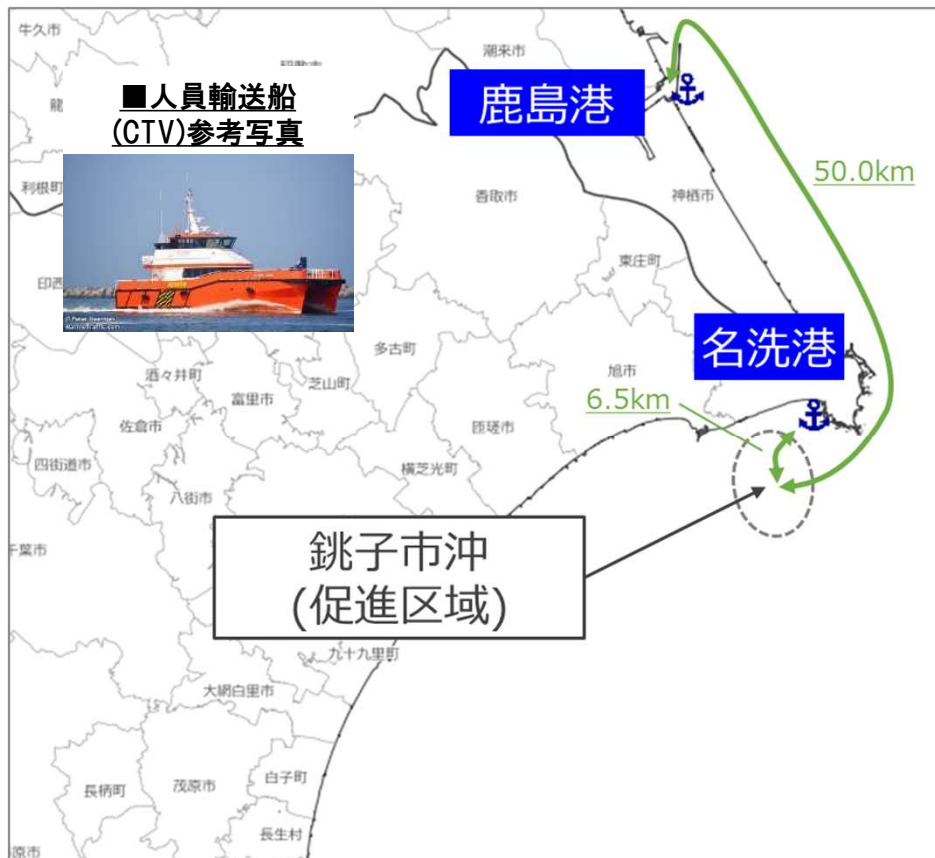 牛久市
潮来市
■人員輸送船
(CTV)参考写真
鹿島港
50.0km
利根町
香取市
神栖市
東庄町
多古町
名洗港
酒々井町
芝山町
旭市
富里市
6.5km
佐倉市
匝瑳市
四街道市
横芝光町
八街市
銚子市沖
(促進区域)
千葉市
九十九里町
大網白里市
長柄町
茂原市
白子町
長生村